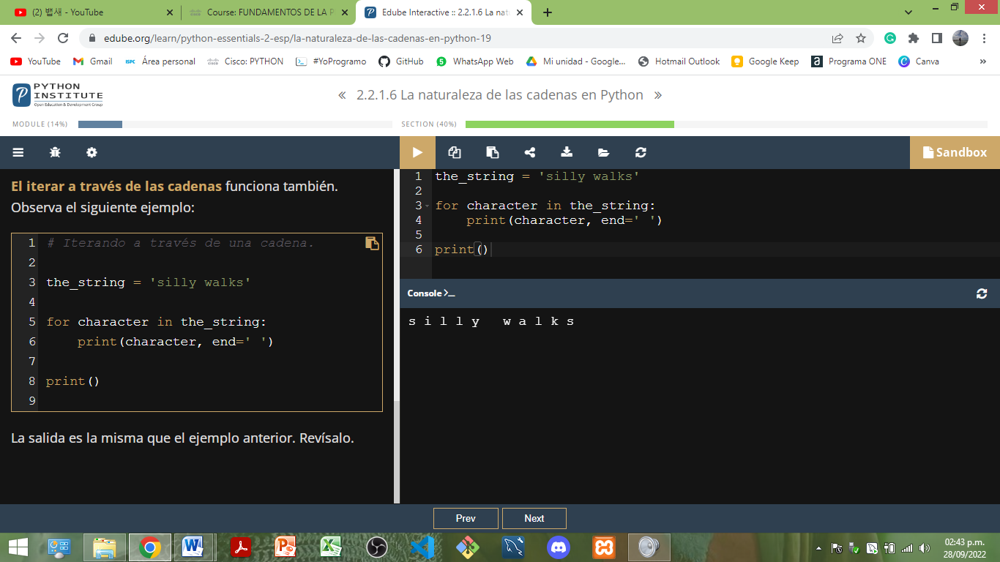 (2) 뱁새 - YouTube
Course: FUNDAMENTOS DE LA P
Edube Interactive :: 2.2.1.6 La nat
edube.org/learn/python-essentials-2-esp/la-naturaleza-de-las-cadenas-en-python-19
YouTube Gmail Área personal Cisco: PYTHON #YoProgramo GitHub WhatsApp Web Mi unidad - Google... Hotmail Outlook Google Keep Programa ONE Canva »
PYTHON
INSTITUTE
Open Education & Development Group
« 2.2.1.6 La naturaleza de las cadenas en Python »
MODULE (14%)
SECTION (40%)
Sandbox
El iterar a través de las cadenas funciona también.
Observa el siguiente ejemplo:
1 # Iterando a través de una cadena.
2
3 the_string = 'silly walks'
4
5 for character in the_string:
6     print(character, end=' ')
7
8 print()
9
La salida es la misma que el ejemplo anterior. Revísalo.
1 the_string = 'silly walks'
2
3 for character in the_string:
4     print(character, end=' ')
5
6 print()
Console >_
s i l l y   w a l k s
Prev Next
02:43 p.m.
28/09/2022